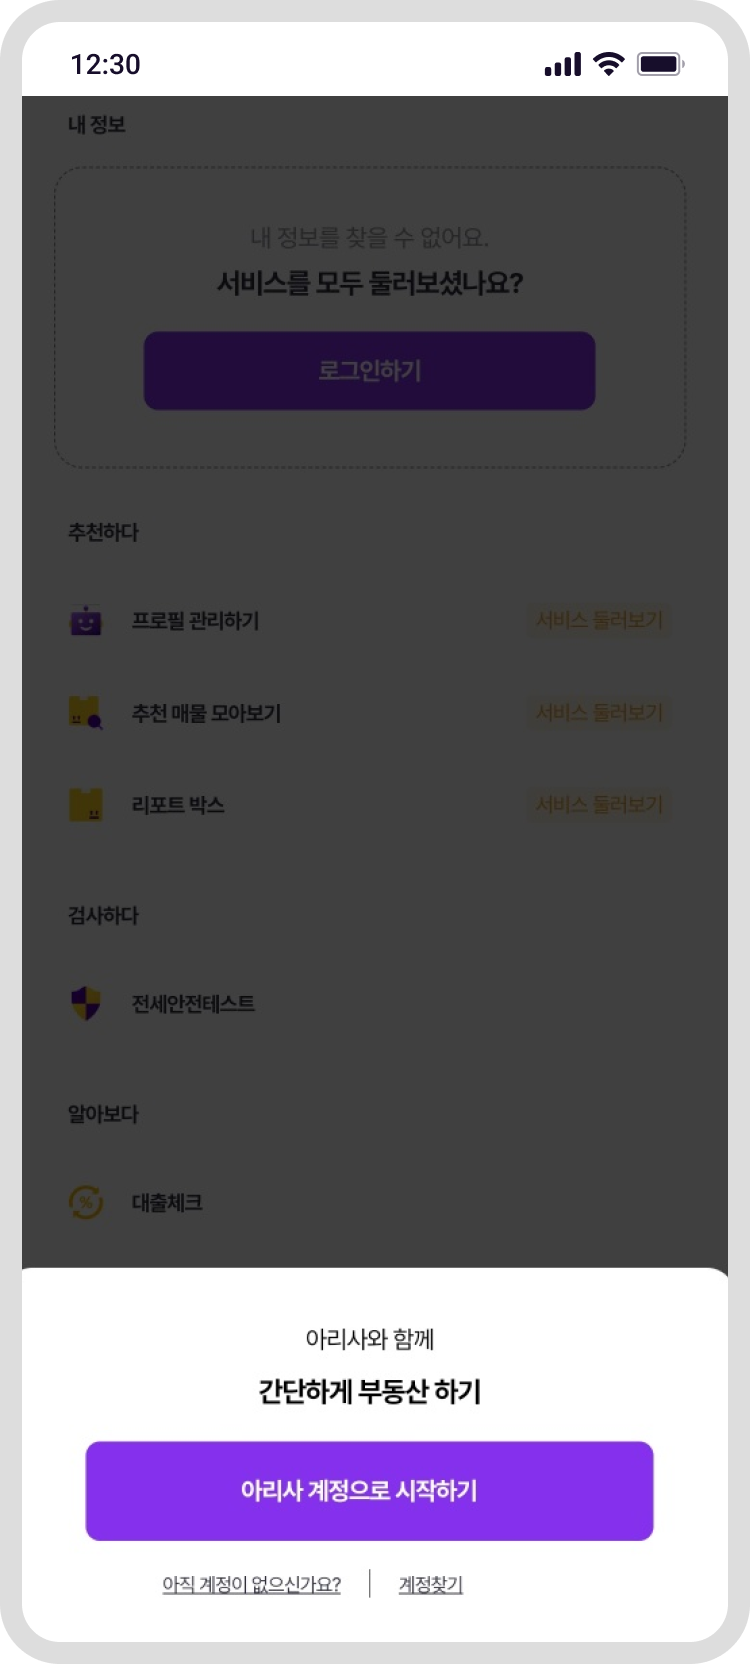 12:30
내 정보
내 정보를 찾을 수 없어요.
서비스를 모두 둘러보셨나요?
로그인하기
추천하다
프로필 관리하기 서비스 둘러보기
추천 매물 모아보기 서비스 둘러보기
리포트 박스 서비스 둘러보기
검사하다
전세안전테스트
알아보다
%
대출체크
아리사와 함께
간단하게 부동산 하기
아리사 계정으로 시작하기
아직 계정이 없으신가요? | 계정찾기